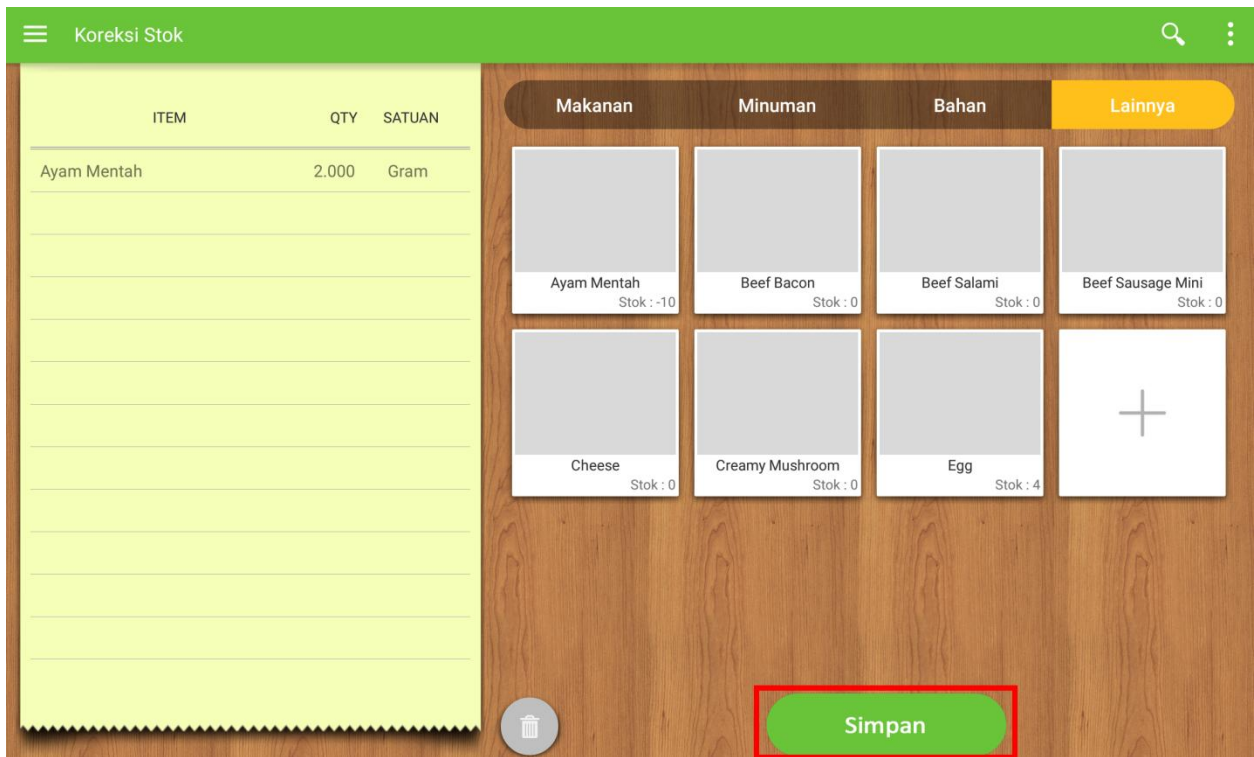 Koreksi Stok
ITEM QTY SATUAN
Ayam Mentah 2.000 Gram
Makanan Minuman Bahan Lainnya
Ayam Mentah
Stok : -10
Beef Bacon
Stok : 0
Beef Salami
Stok : 0
Beef Sausage Mini
Stok : 0
Cheese
Stok : 0
Creamy Mushroom
Stok : 0
Egg
Stok : 4
Simpan